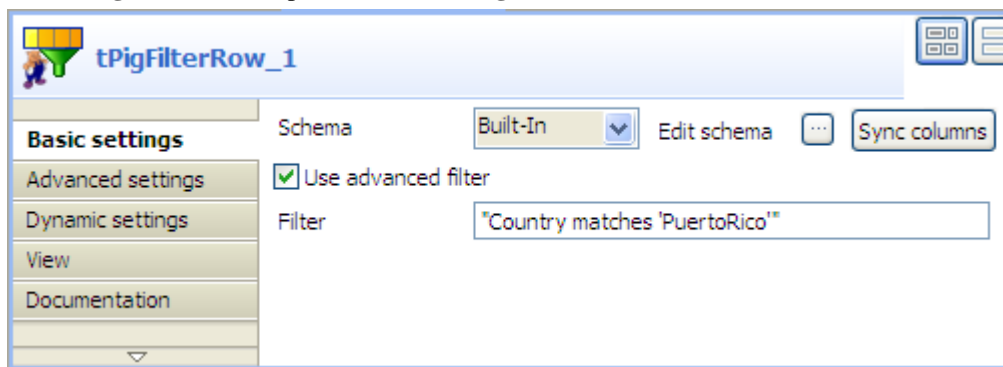 tPigFilterRow_1
Basic settings
Advanced settings
Dynamic settings
View
Documentation
Schema Built-In Edit schema ... Sync columns
Use advanced filter
Filter "Country matches 'PuertoRico'"